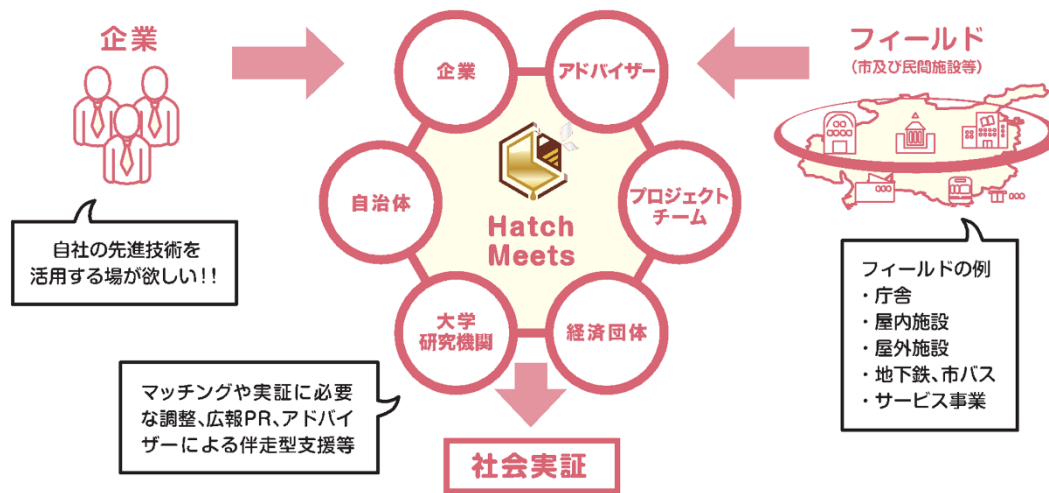 企業
フィールド
(市及び民間施設等)
企業
アドバイザー
自治体
プロジェクト
チーム
Hatch
Meets
大学
研究機関
経済団体
自社の先進技術を
活用する場が欲しい!!
フィールドの例
・庁舎
・屋内施設
・屋外施設
・地下鉄、市バス
・サービス事業
マッチングや実証に必要
な調整、広報PR、アドバイ
ザーによる伴走型支援等
社会実証